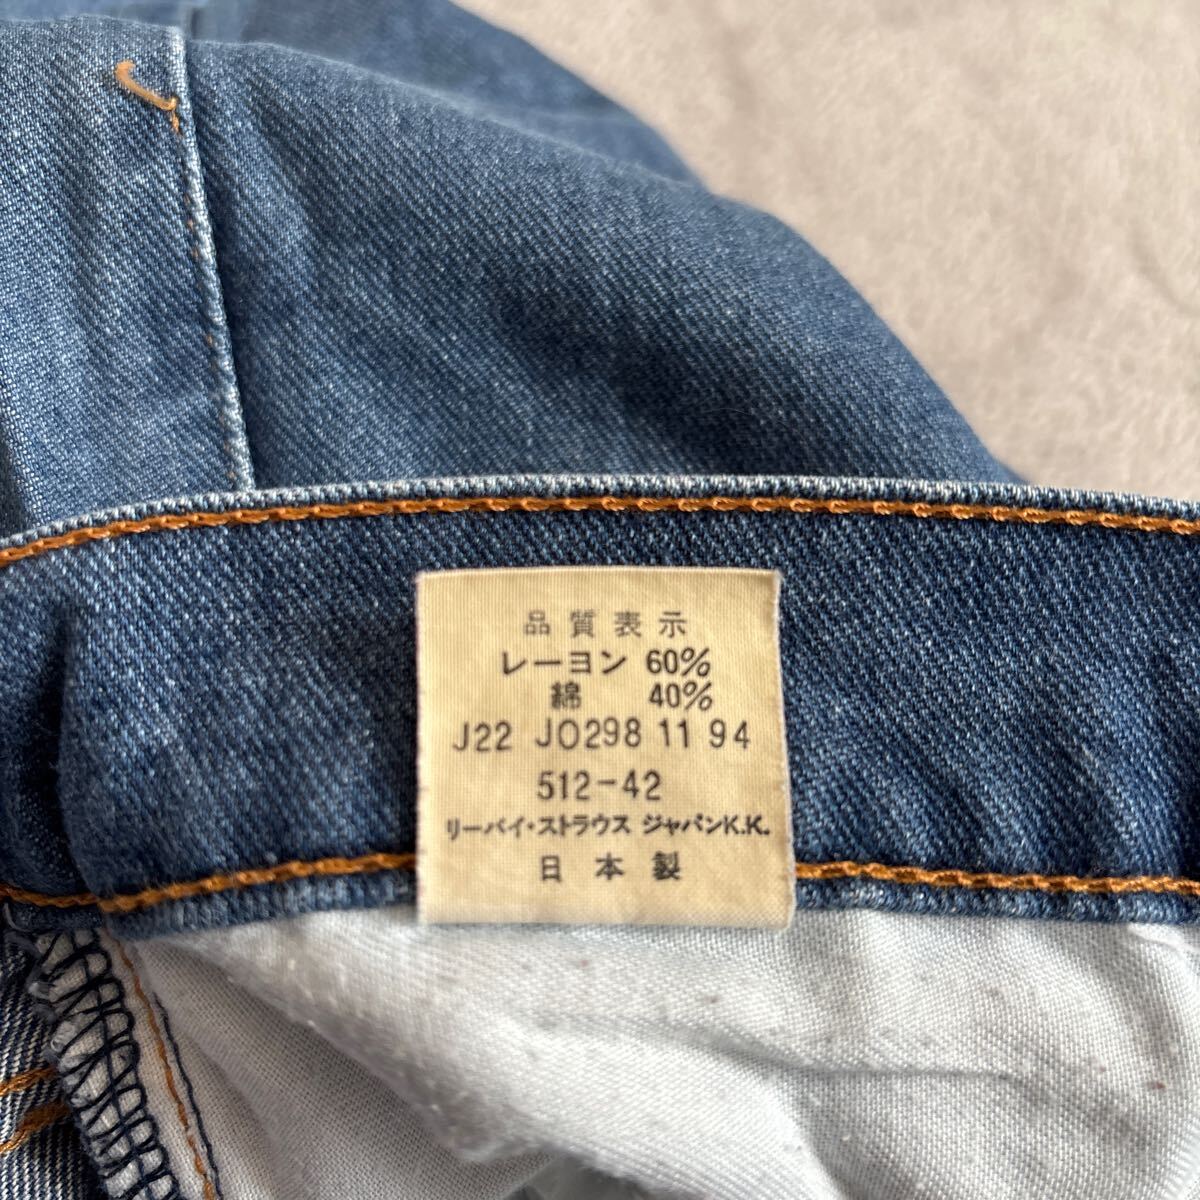 品質表示
レーヨン 60%
綿 40%
J22 J0298 11 94
512-42
リーバイ・ストラウス ジャパンK.K.
日本製